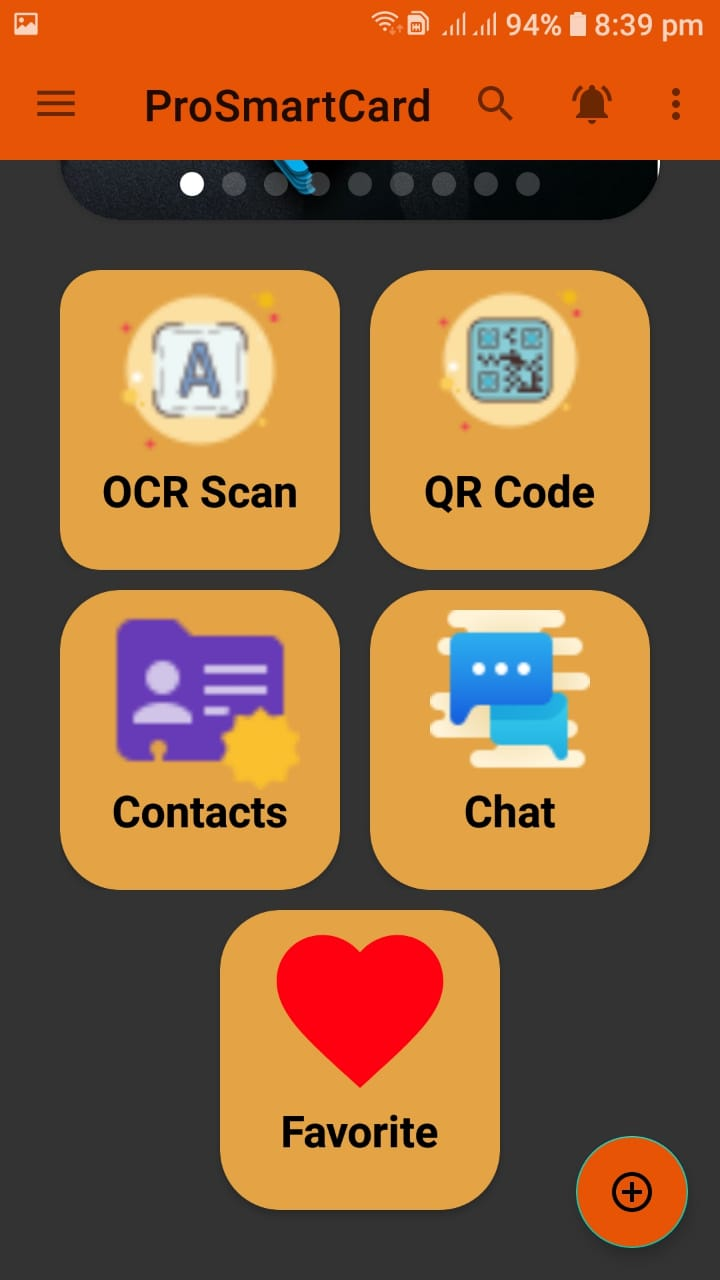 94% 8:39 pm
ProSmartCard
A
OCR Scan
QR Code
Contacts
Chat
Favorite